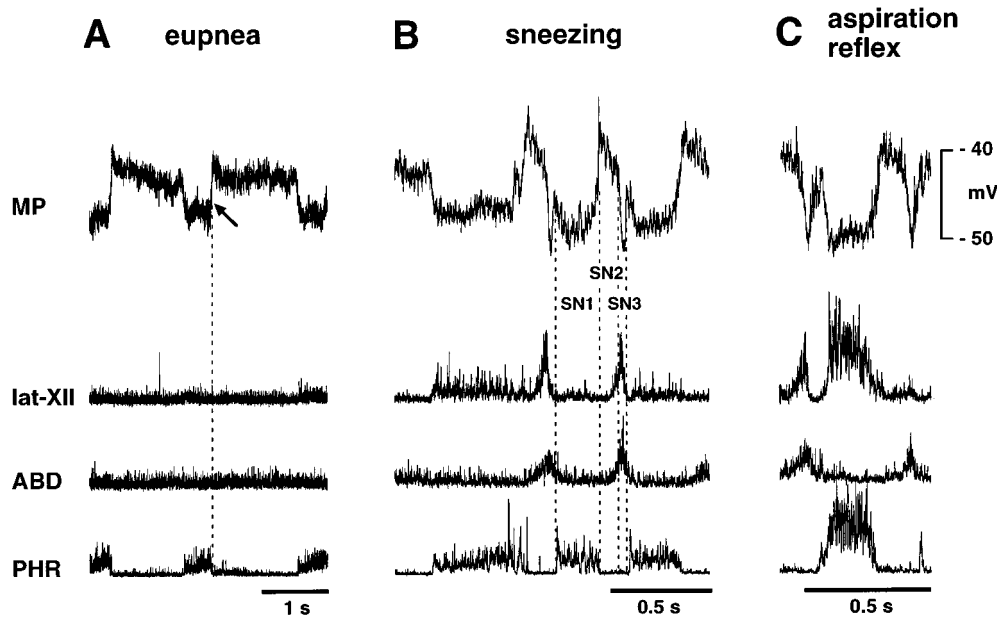 A eupnea
B sneezing
C aspiration
reflex
MP
- 40
mV
- 50
SN2
SN1 SN3
lat-XII
ABD
PHR
1 s
0.5 s
0.5 s